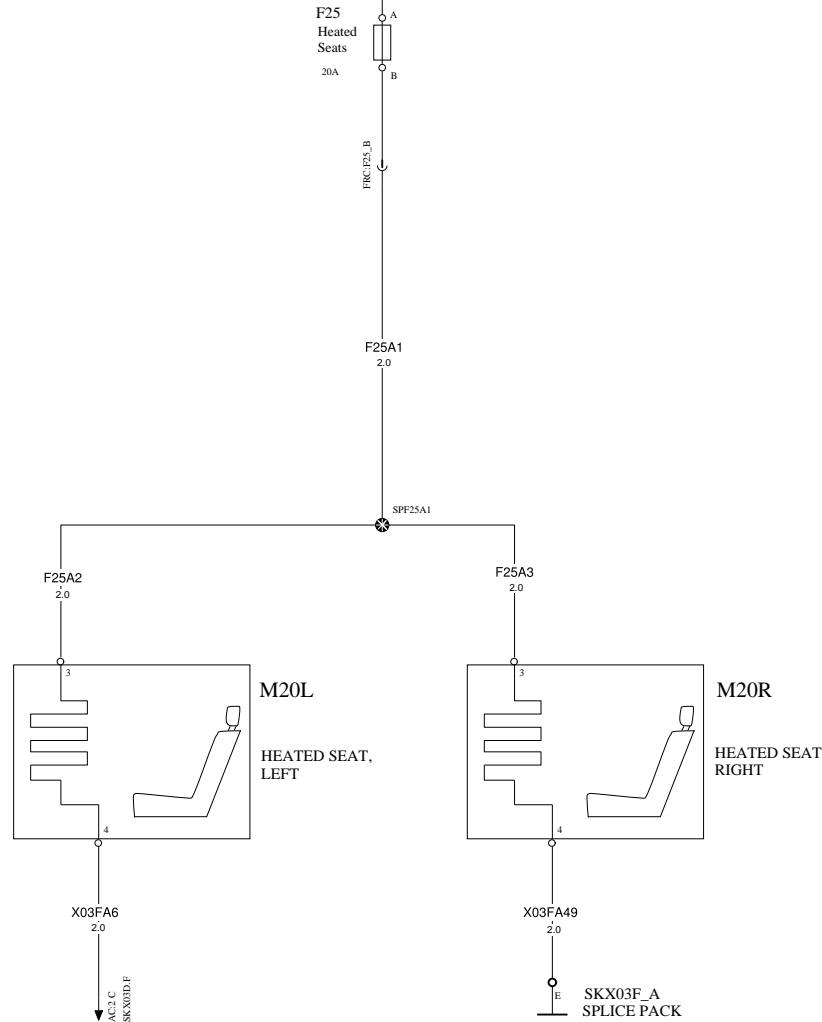 F25
Heated
Seats
20A
A
B
FRC:F25_B
F25A1
2.0
SPF25A1
F25A2
2.0
F25A3
2.0
3
M20L
HEATED SEAT,
LEFT
4
3
M20R
HEATED SEAT
RIGHT
4
X03FA6
2.0
X03FA49
2.0
AC:2 C
SKX03D.F
E
SKX03F_A
SPLICE PACK